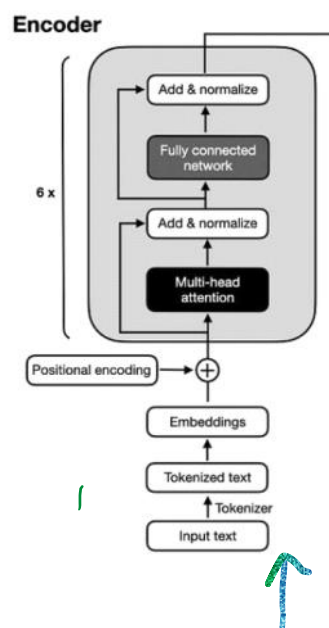 Encoder
Add & normalize
Fully connected
network
6 x
Add & normalize
Multi-head
attention
Positional encoding
+
Embeddings
Tokenized text
Tokenizer
Input text